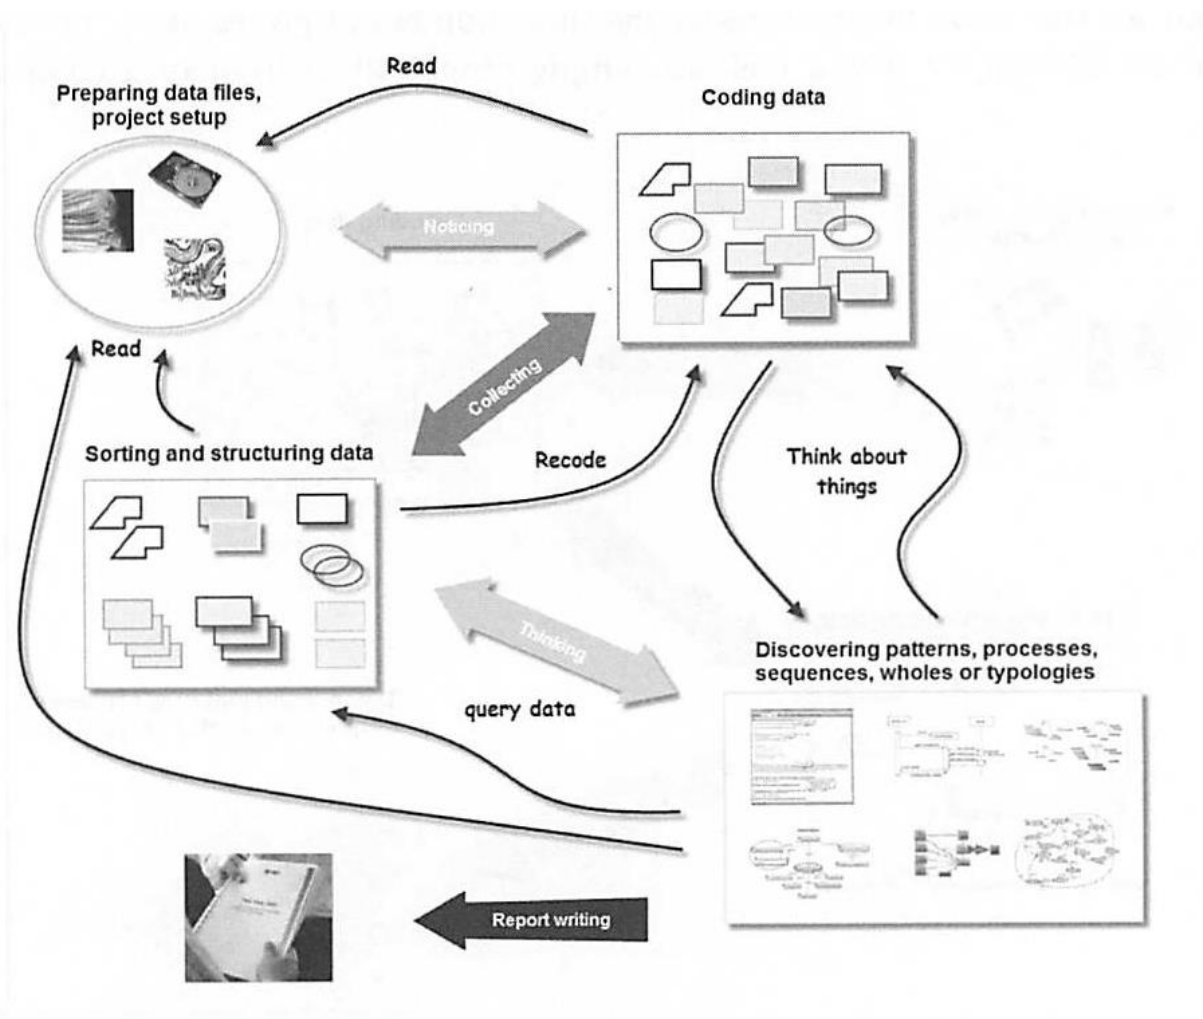 Read
Preparing data files,
project setup
Coding data
Noticing
Read
Collecting
Sorting and structuring data
Recode
Think about
things
Thinking
Discovering patterns, processes,
sequences, wholes or typologies
query data
Report writing